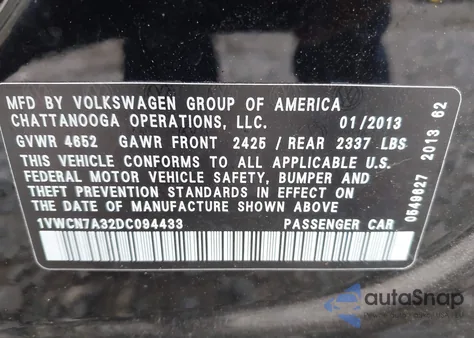 MFD BY VOLKSWAGEN GROUP OF AMERICA
CHATTANOOGA OPERATIONS, LLC. 01/2013
GVWR 4652 GAWR FRONT 2425 / REAR 2337 LBS
THIS VEHICLE CONFORMS TO ALL APPLICABLE U.S.
FEDERAL MOTOR VEHICLE SAFETY, BUMPER, AND
THEFT PREVENTION STANDARDS IN EFFECT ON
THE DATE OF MANUFACTURE SHOWN ABOVE
1VWCN7A32DC094433 PASSENGER CAR
0549627 2013 62
autoSnap